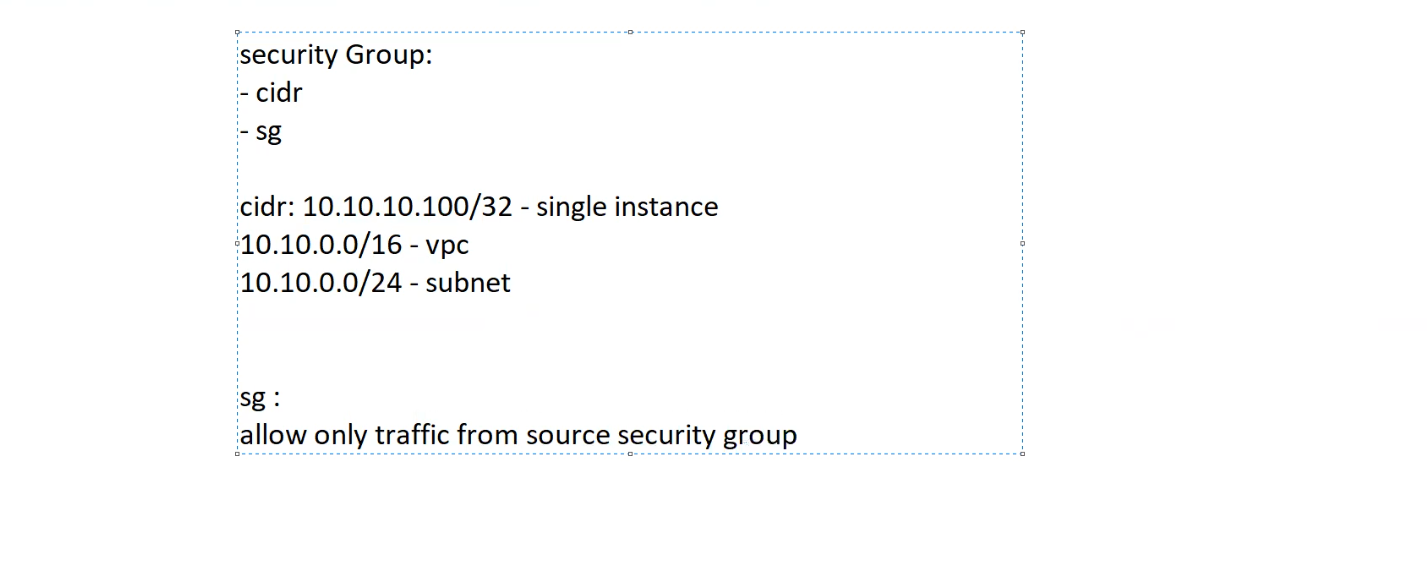 security Group:
- cidr
- sg
cidr: 10.10.10.100/32 - single instance
10.10.0.0/16 - vpc
10.10.0.0/24 - subnet
sg :
allow only traffic from source security group